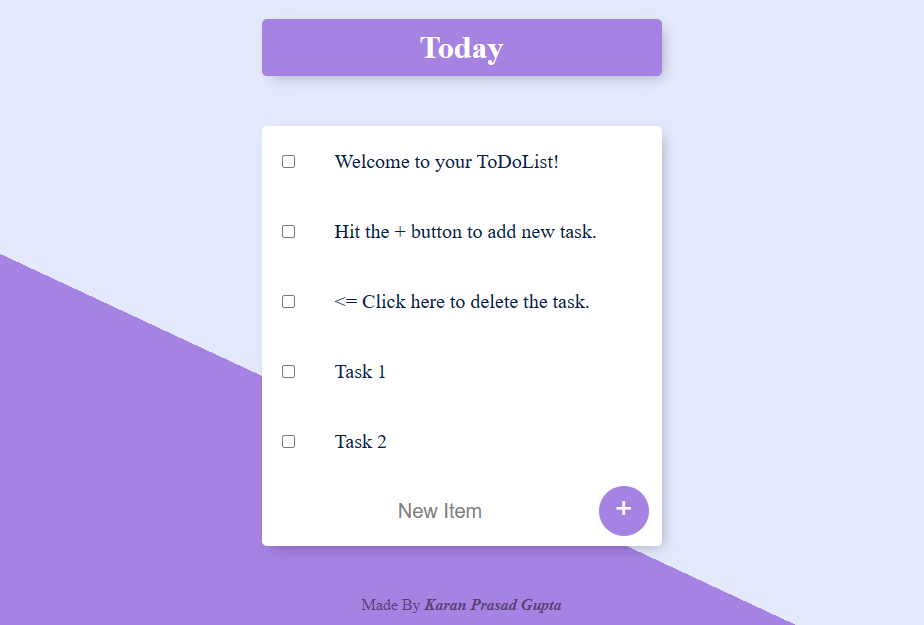 Today
Welcome to your ToDoList!
Hit the + button to add new task.
<= Click here to delete the task.
Task 1
Task 2
New Item
+
Made By Karan Prasad Gupta